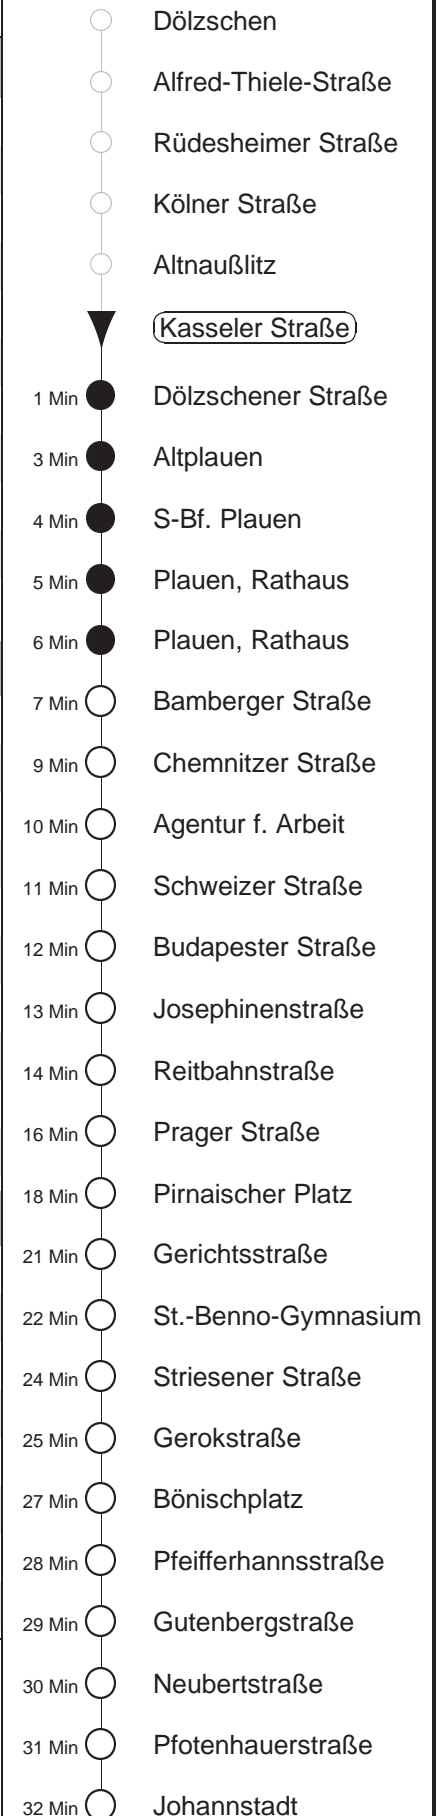 Dölzschen
Alfred-Thiele-Straße
Rüdesheimer Straße
Kölner Straße
Altnaußlitz
Kasseler Straße
1 Min Dölzschener Straße
3 Min Altplauen
4 Min S-Bf. Plauen
5 Min Plauen, Rathaus
6 Min Plauen, Rathaus
7 Min Bamberger Straße
9 Min Chemnitzer Straße
10 Min Agentur f. Arbeit
11 Min Schweizer Straße
12 Min Budapester Straße
13 Min Josephinenstraße
14 Min Reitbahnstraße
16 Min Prager Straße
18 Min Pirnaischer Platz
21 Min Gerichtsstraße
22 Min St.-Benno-Gymnasium
24 Min Striesener Straße
25 Min Gerokstraße
27 Min Bönischplatz
28 Min Pfeifferhannsstraße
29 Min Gutenbergstraße
30 Min Neubertstraße
31 Min Pfotenhauerstraße
32 Min Johannstadt